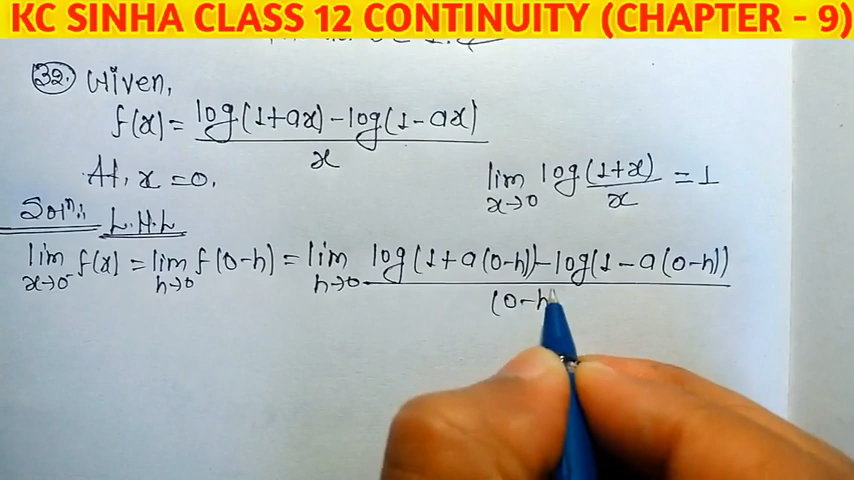 KC SINHA CLASS 12 CONTINUITY (CHAPTER - 9)
32. Given,
f(x) = log(1+ax) - log(1-ax)
x
At, x = 0.
lim log(1+x) = 1
x→0 x
Soln: L.H.L
lim f(x) = lim f(0-h) = lim log(1+a(0-h)) - log(1-a(0-h))
x→0⁻ h→0 h→0 (0-h